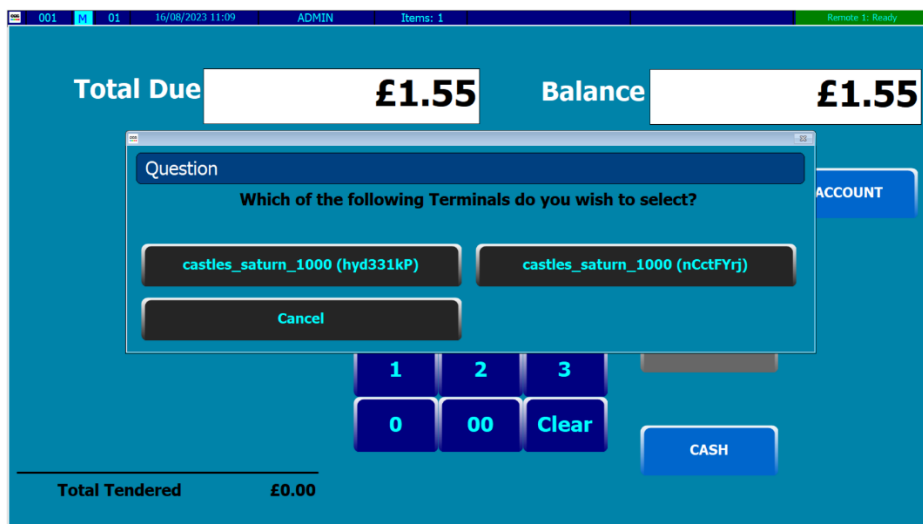 001 M 01 16/08/2023 11:09 ADMIN Items: 1 Remote 1: Ready
Total Due £1.55 Balance £1.55
Question
Which of the following Terminals do you wish to select?
ACCOUNT
castles_saturn_1000 (hyd331kP) castles_saturn_1000 (nCctFYrj)
Cancel
1 2 3
0 00 Clear
CASH
Total Tendered £0.00